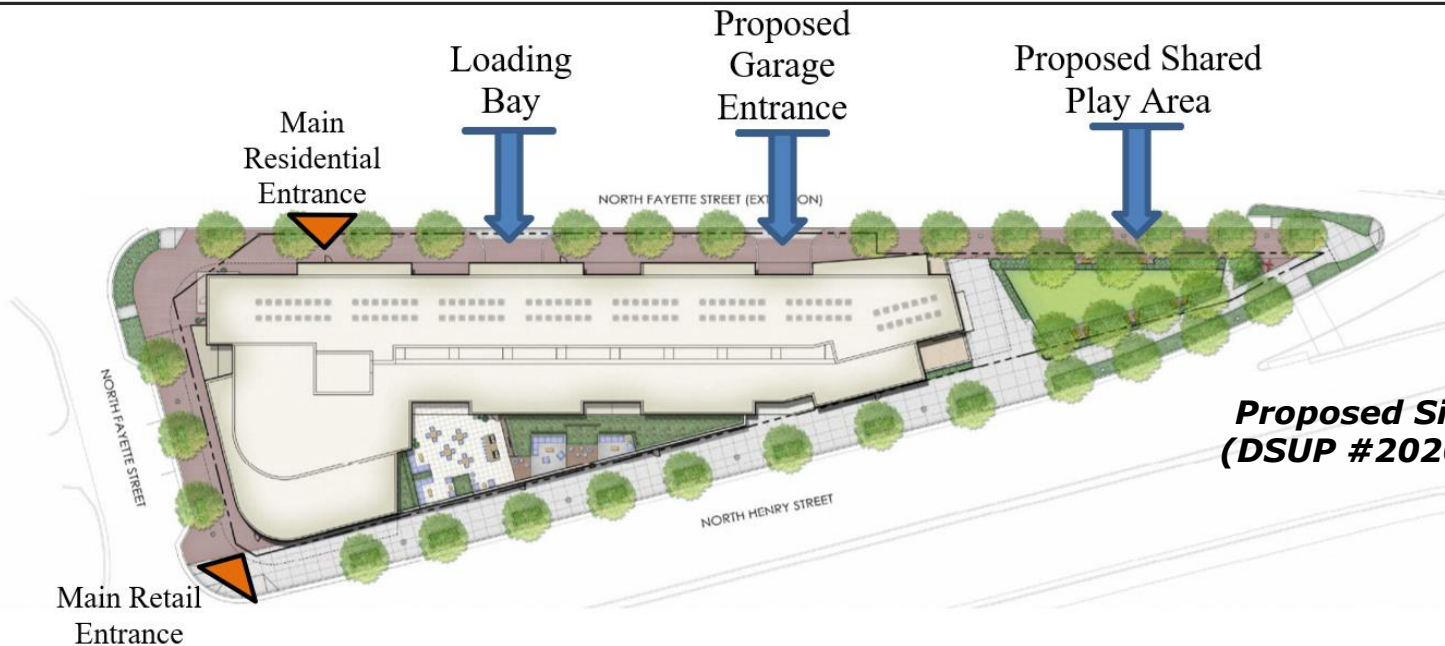 Proposed
Garage
Entrance
Loading
Bay
Proposed Shared
Play Area
Main
Residential
Entrance
NORTH FAYETTE STREET (EXT ON)
NORTH FAYETTE STREET
Proposed Si
(DSUP #202
NORTH HENRY STREET
Main Retail
Entrance